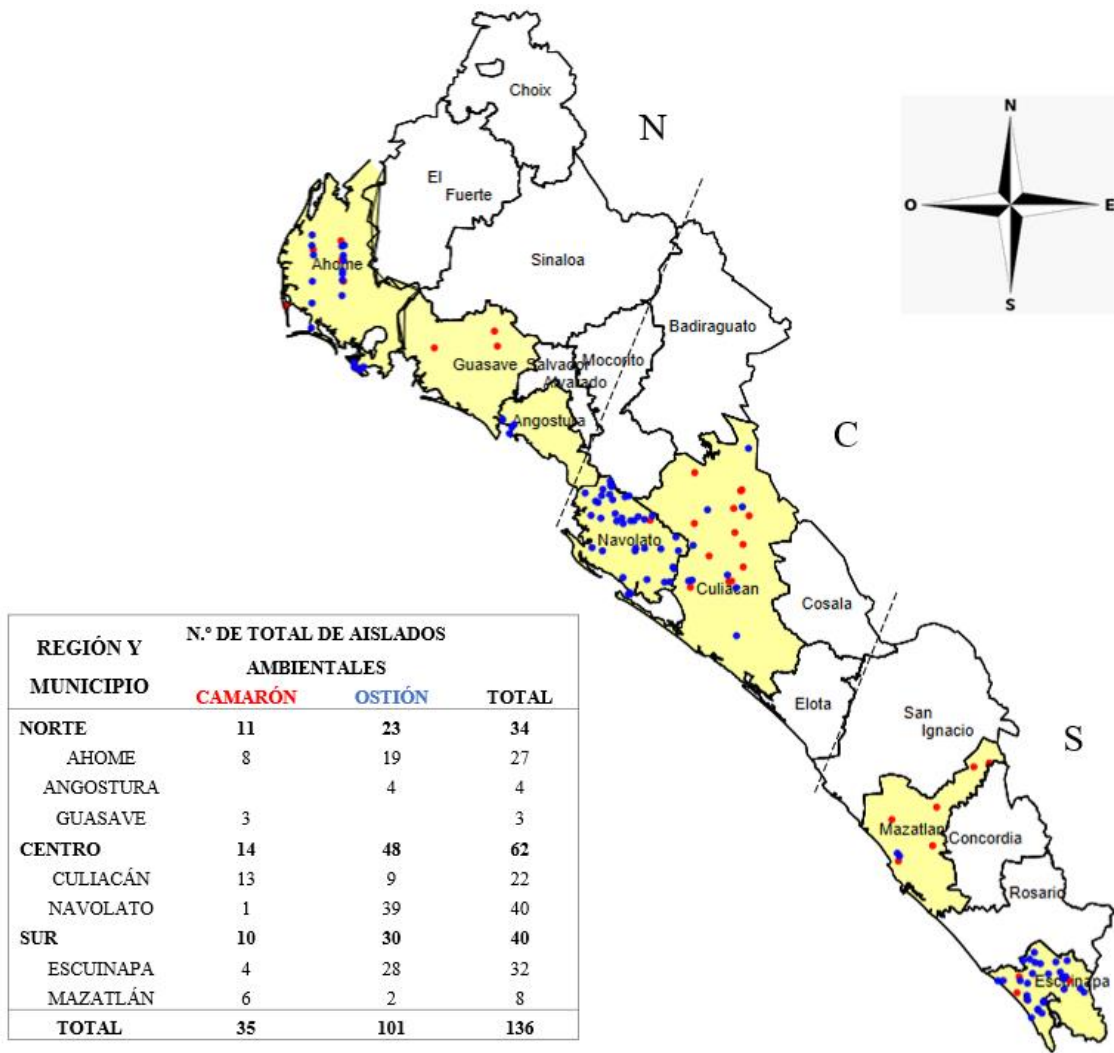 Choix
N
N
El
Fuerte
O
E
Ahome
Sinaloa
S
Badiraguato
Guasave
Salvador
Alvarado
Mocorito
Angostura
C
Navolato
Culiacan
Cosala
Elota
San
Ignacio
S
Mazatlan
Concordia
Rosario
Escuinapa
REGIÓN Y MUNICIPIO
N.º DE TOTAL DE AISLADOS
AMBIENTALES
CAMARÓN OSTIÓN TOTAL
NORTE 11 23 34
AHOME 8 19 27
ANGOSTURA 4 4
GUASAVE 3 3
CENTRO 14 48 62
CULIACÁN 13 9 22
NAVOLATO 1 39 40
SUR 10 30 40
ESCUINAPA 4 28 32
MAZATLÁN 6 2 8
TOTAL 35 101 136